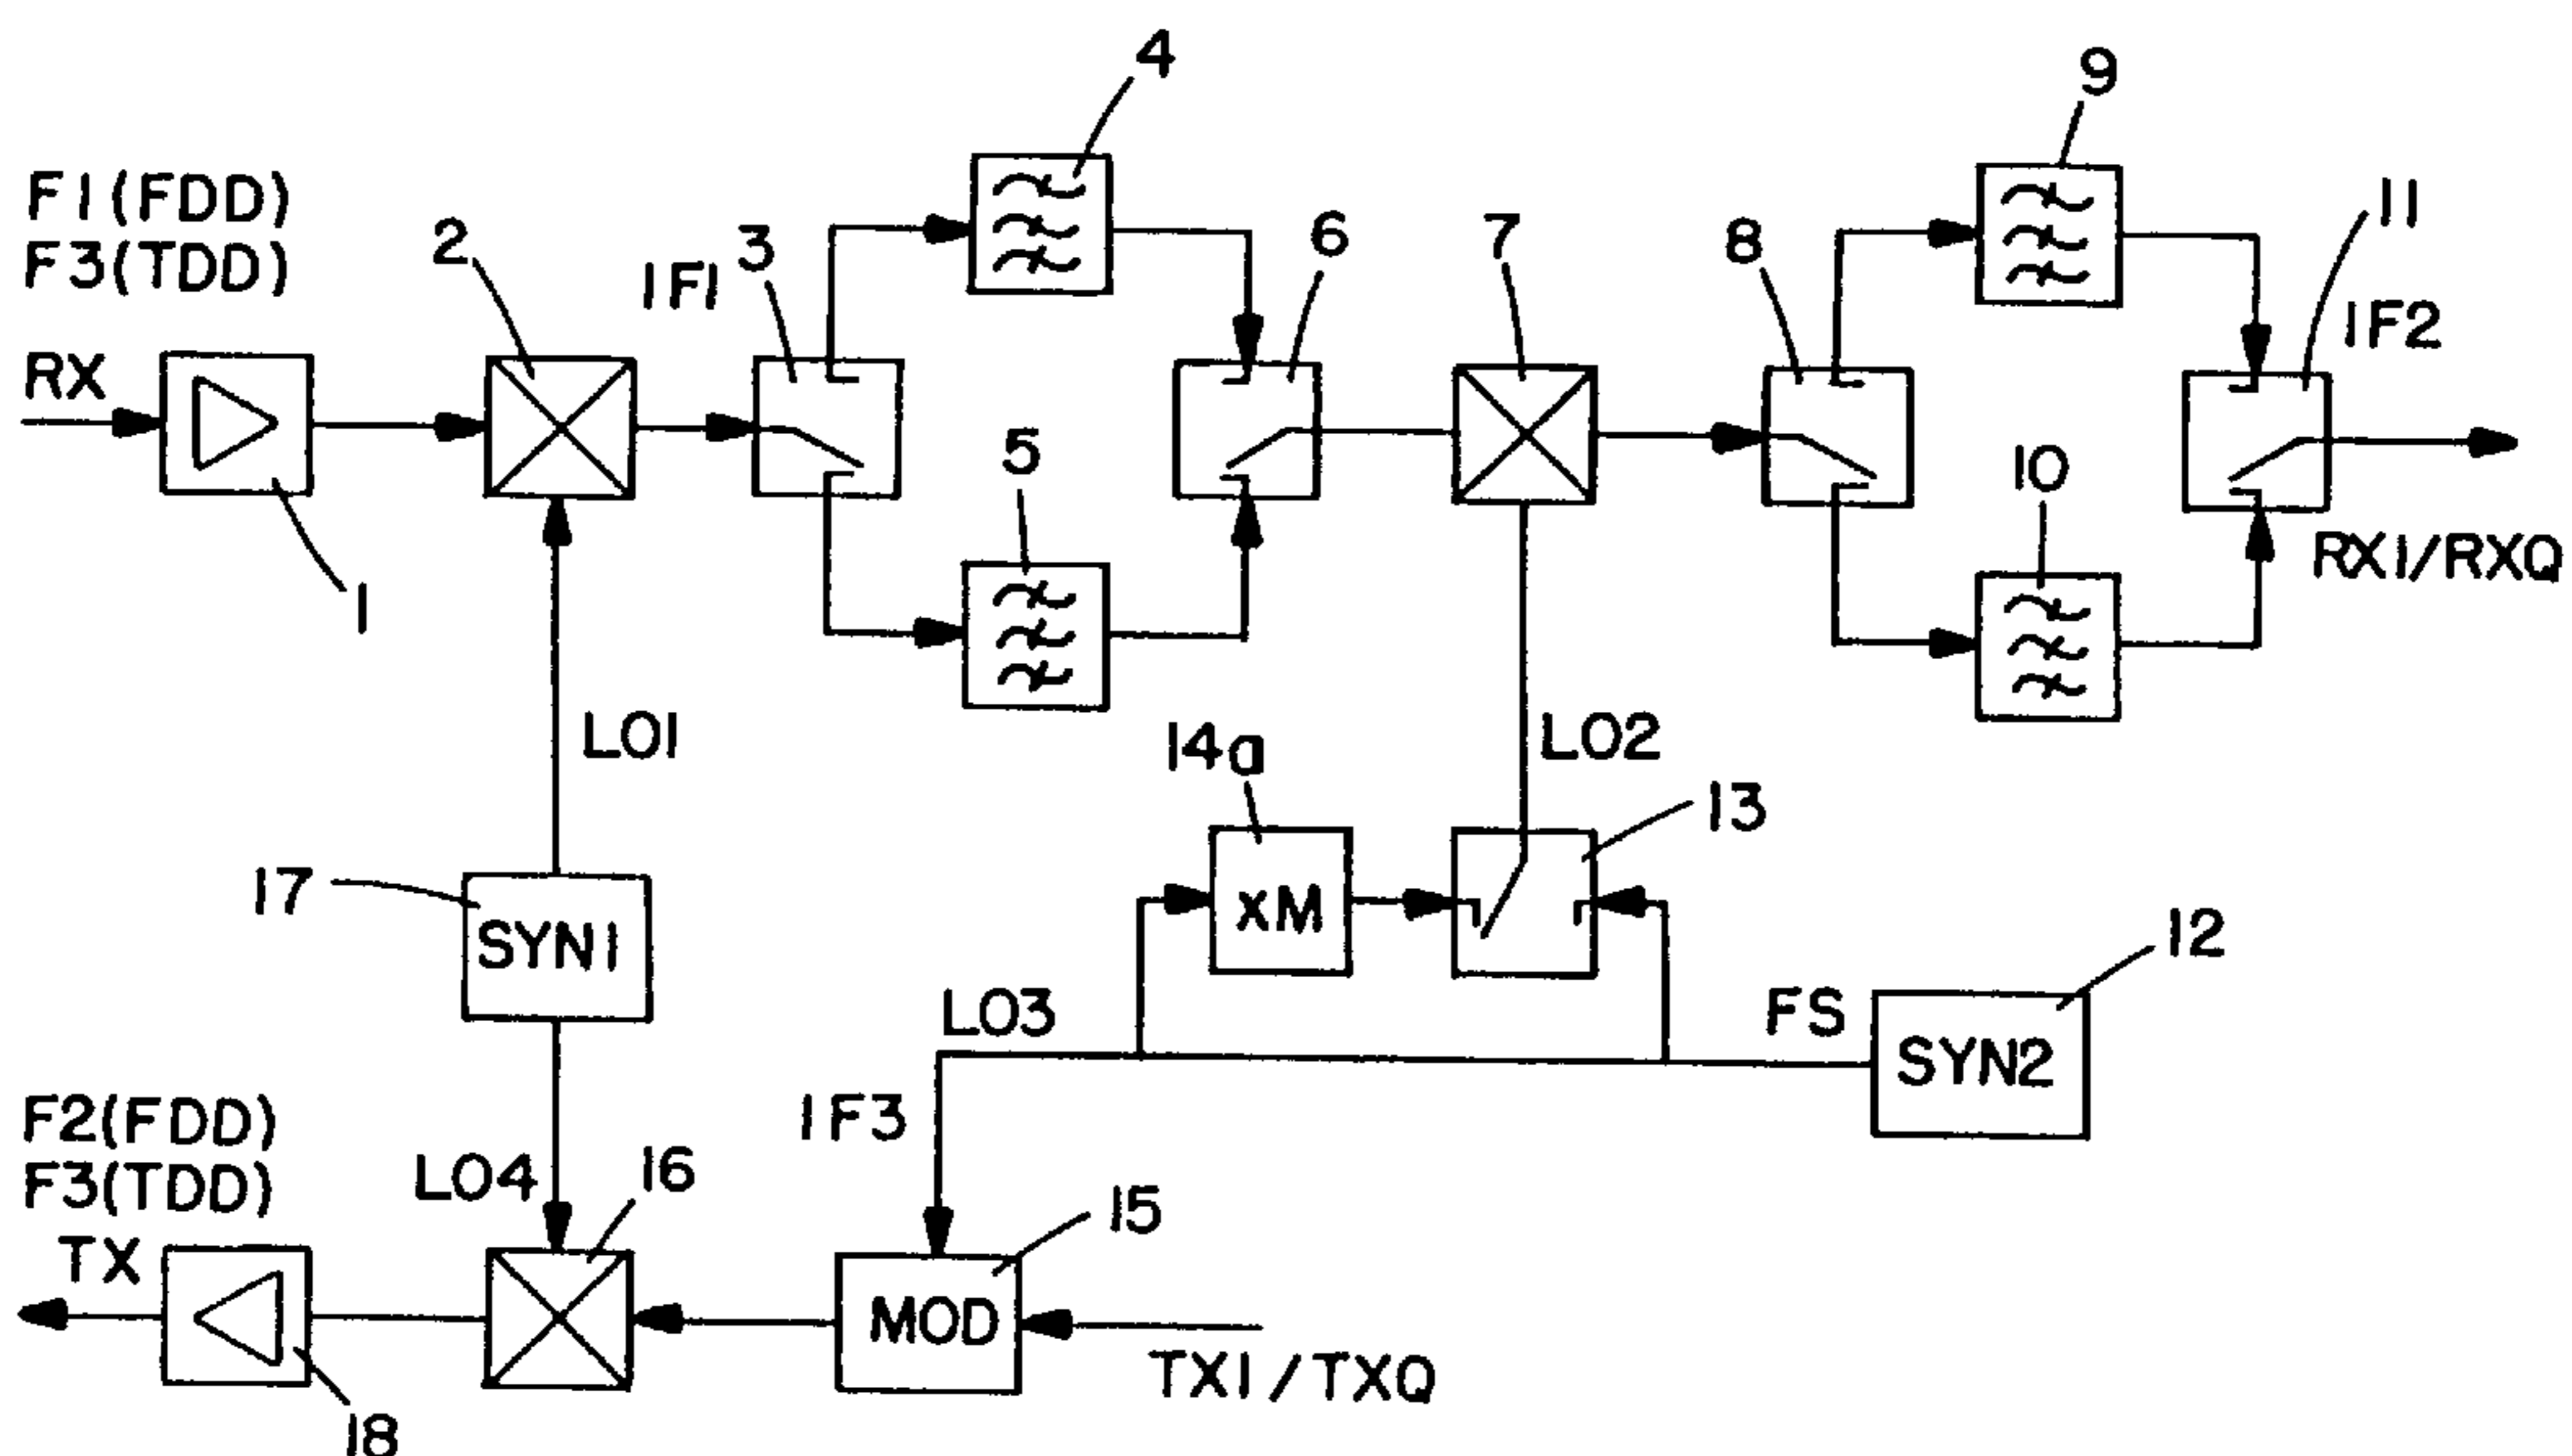 4
9
F1(FDD)
F3(TDD)
2
IF1
3
6
7
8
11
IF2
RX
5
10
1
RXI/RXQ
LO1
14a
LO2
13
17
SYN1
xM
12
LO3
FS
SYN2
F2(FDD)
F3(TDD)
IF3
LO4
16
15
TX
MOD
TXI/TXQ
18